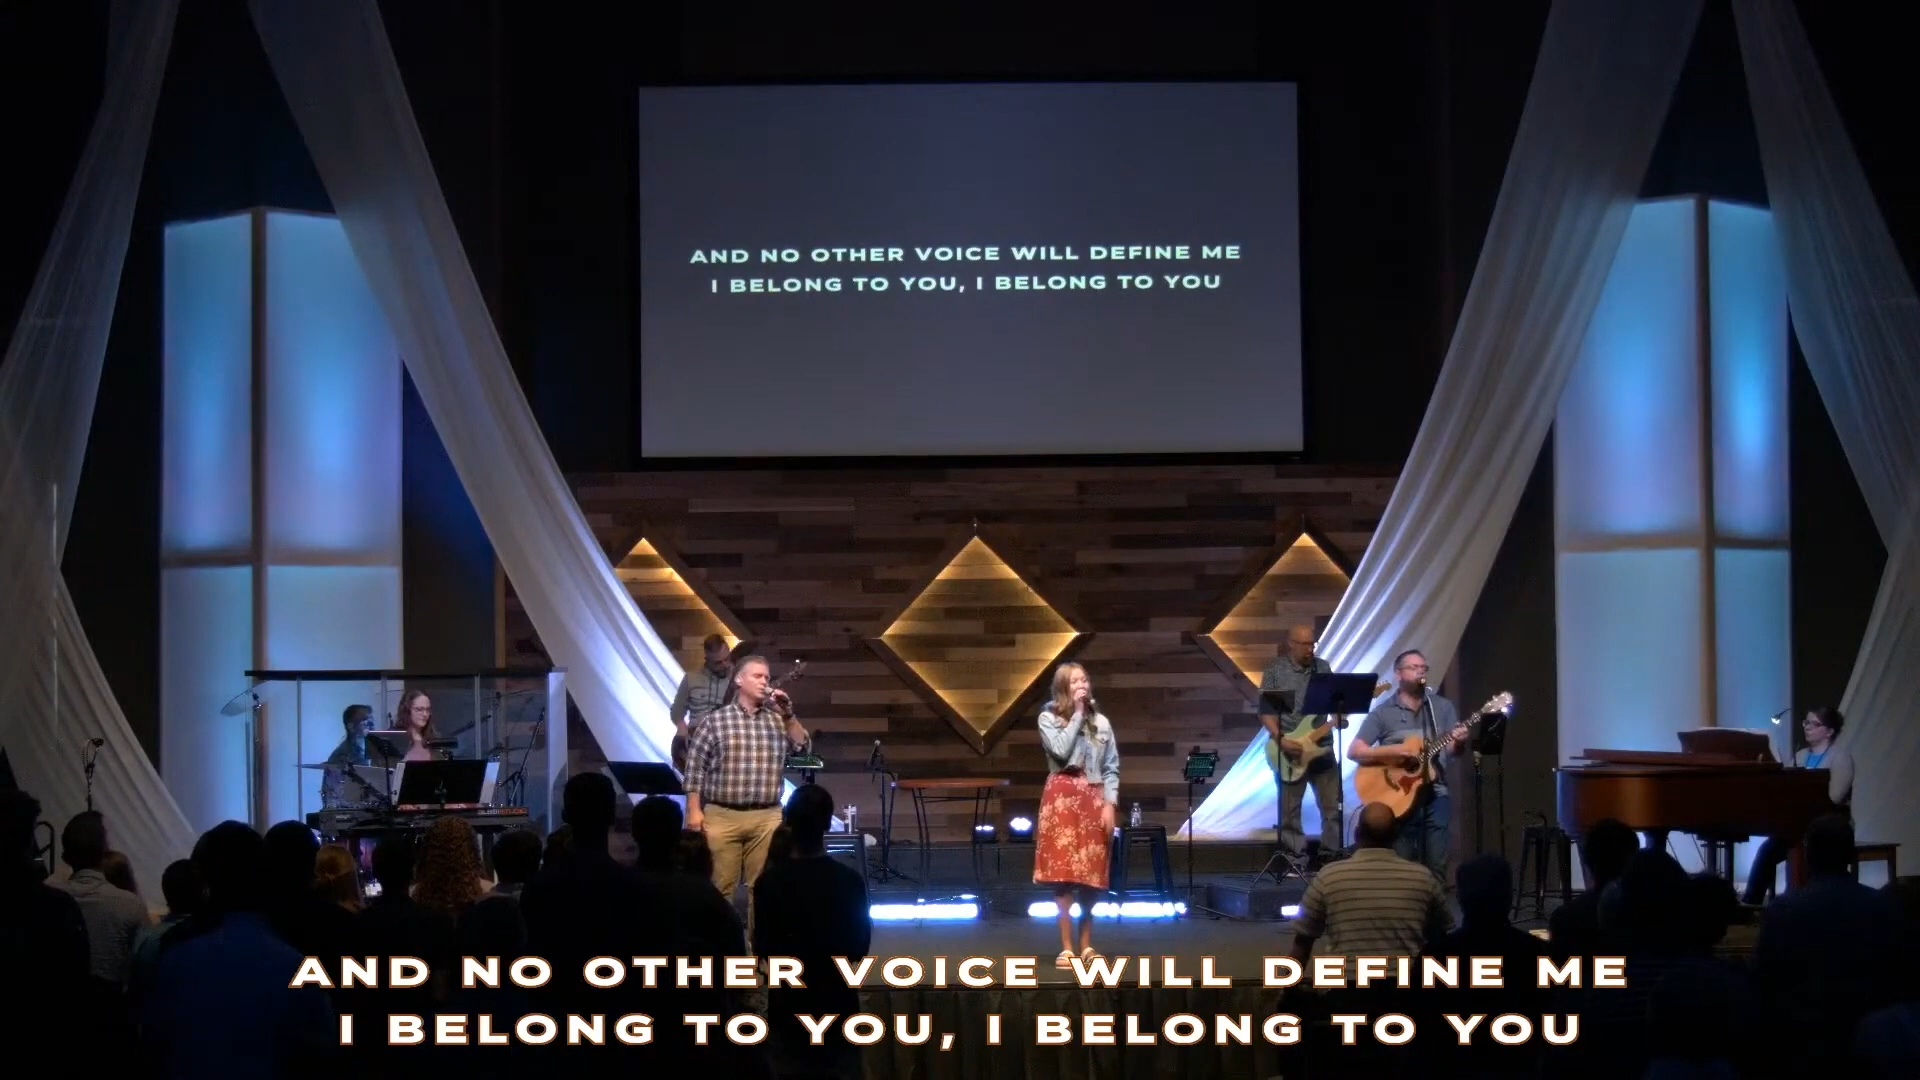 AND NO OTHER VOICE WILL DEFINE ME
I BELONG TO YOU, I BELONG TO YOU
AND NO OTHER VOICE WILL DEFINE ME
I BELONG TO YOU, I BELONG TO YOU